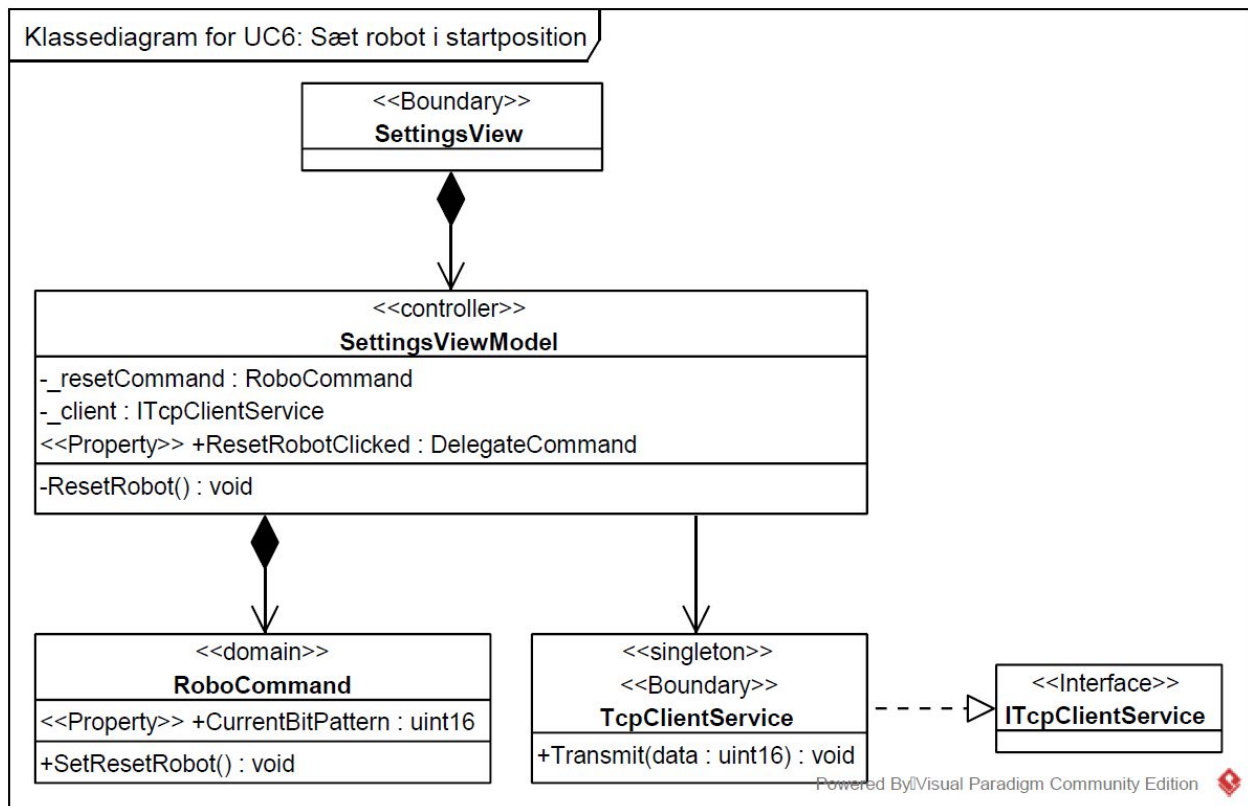 Klassediagram for UC6: Sæt robot i startposition
<<Boundary>>
SettingsView
<<controller>>
SettingsViewModel
-_resetCommand : RoboCommand
-_client : ITcpClientService
<<Property>> +ResetRobotClicked : DelegateCommand
-ResetRobot() : void
<<domain>>
RoboCommand
<<Property>> +CurrentBitPattern : uint16
+SetResetRobot() : void
<<singleton>>
<<Boundary>>
TcpClientService
+Transmit(data : uint16) : void
<<Interface>>
ITcpClientService
Powered By Visual Paradigm Community Edition